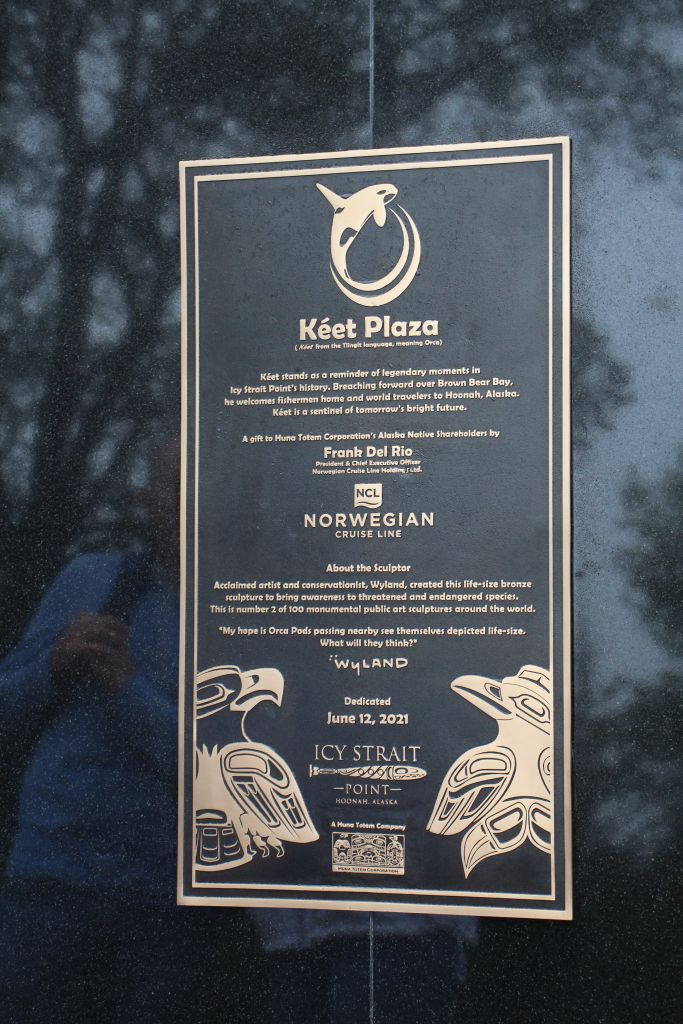 Kéet Plaza
( Kéet from the Tlingit language, meaning Orca)
Kéet stands as a reminder of legendary moments in
Icy Strait Point's history. Breaching forward over Brown Bear Bay,
he welcomes fishermen home and world travelers to Hoonah, Alaska.
Kéet is a sentinel of tomorrow's bright future.
A gift to Huna Totem Corporation's Alaska Native Shareholders by
Frank Del Rio
President & Chief Executive Officer
Norwegian Cruise Line Holdings Ltd.
NCL
NORWEGIAN
CRUISE LINE
About the Sculptor
Acclaimed artist and conservationist, Wyland, created this life-size bronze
sculpture to bring awareness to threatened and endangered species.
This is number 2 of 100 monumental public art sculptures around the world.
"My hope is Orca Pods passing nearby see themselves depicted life-size.
What will they think?"
WYLAND
Dedicated
June 12, 2021
ICY STRAIT
POINT
HOONAH, ALASKA
A Huna Totem Company
HUNA TOTEM CORPORATION